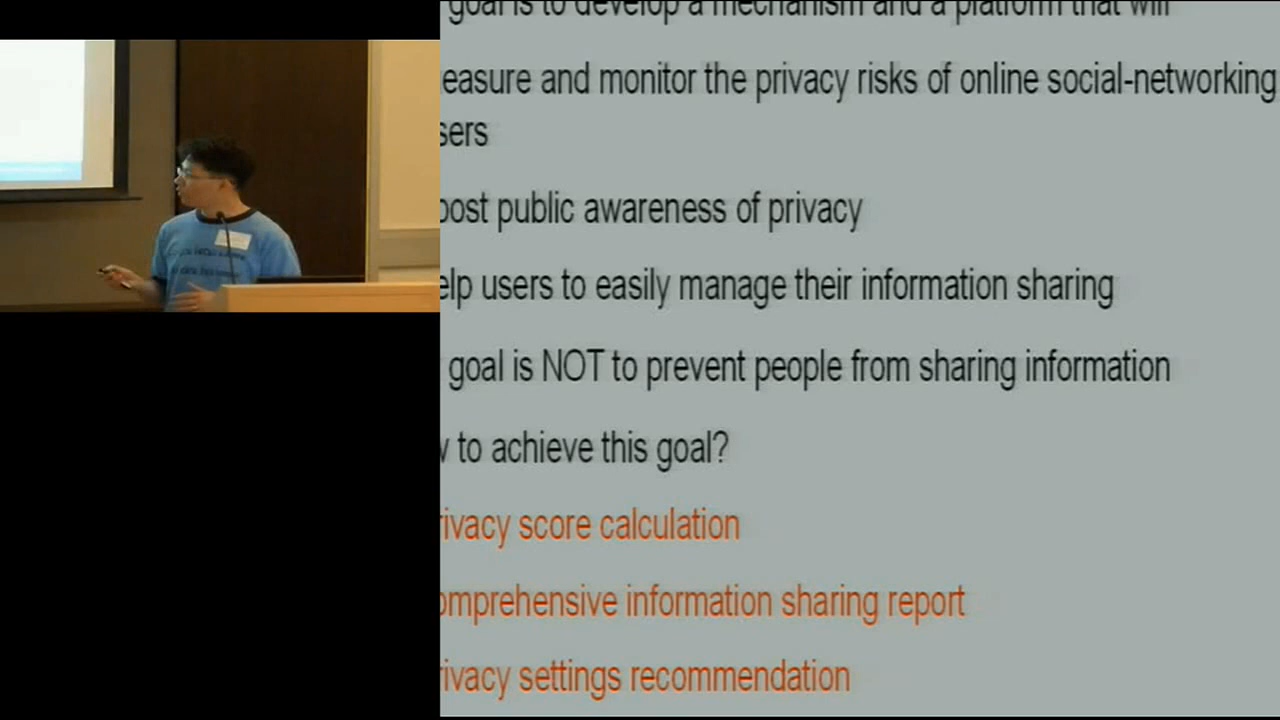 goal is to develop a mechanism and a platform that will
easure and monitor the privacy risks of online social-networking
sers
oost public awareness of privacy
elp users to easily manage their information sharing
goal is NOT to prevent people from sharing information
w to achieve this goal?
rivacy score calculation
omprehensive information sharing report
rivacy settings recommendation